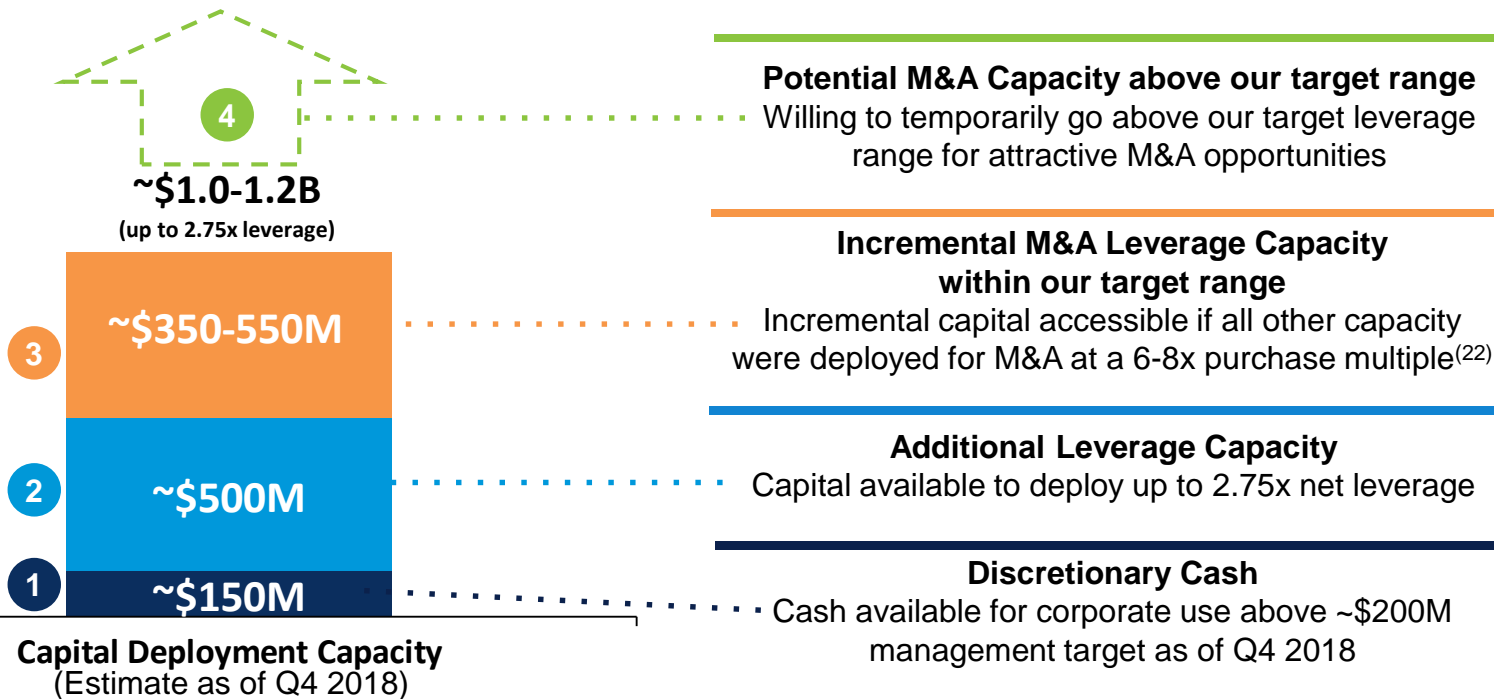 4
~$1.0-1.2B
(up to 2.75x leverage)
3
~$350-550M
2
~$500M
1
~$150M
Capital Deployment Capacity
(Estimate as of Q4 2018)
Potential M&A Capacity above our target range
Willing to temporarily go above our target leverage
range for attractive M&A opportunities
Incremental M&A Leverage Capacity
within our target range
Incremental capital accessible if all other capacity
were deployed for M&A at a 6-8x purchase multiple(22)
Additional Leverage Capacity
Capital available to deploy up to 2.75x net leverage
Discretionary Cash
Cash available for corporate use above ~$200M
management target as of Q4 2018